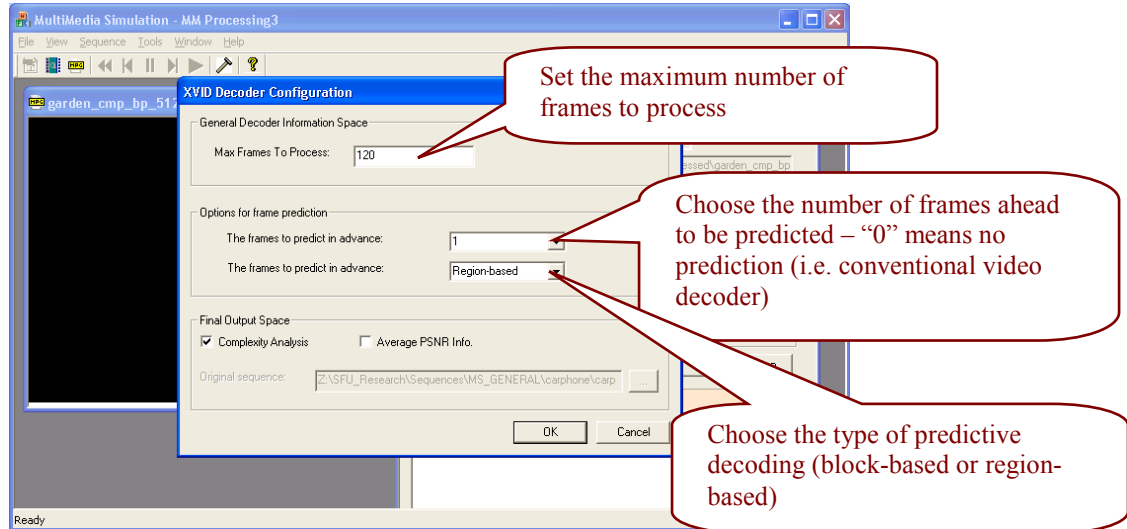 MultiMedia Simulation - MM Processing3
File View Sequence Tools Window Help
garden_cmp_bp_512
XVID Decoder Configuration
Set the maximum number of
frames to process
General Decoder Information Space
Max Frames To Process: 120
essed\garden_cmp_bp
Options for frame prediction
The frames to predict in advance: 1
The frames to predict in advance: Region-based
Choose the number of frames ahead
to be predicted – “0” means no
prediction (i.e. conventional video
decoder)
Final Output Space
Complexity Analysis Average PSNR Info.
Original sequence: Z:\SFU_Research\Sequences\MS_GENERAL\carphone\carp ...
OK Cancel
Choose the type of predictive
decoding (block-based or region-
based)
Ready